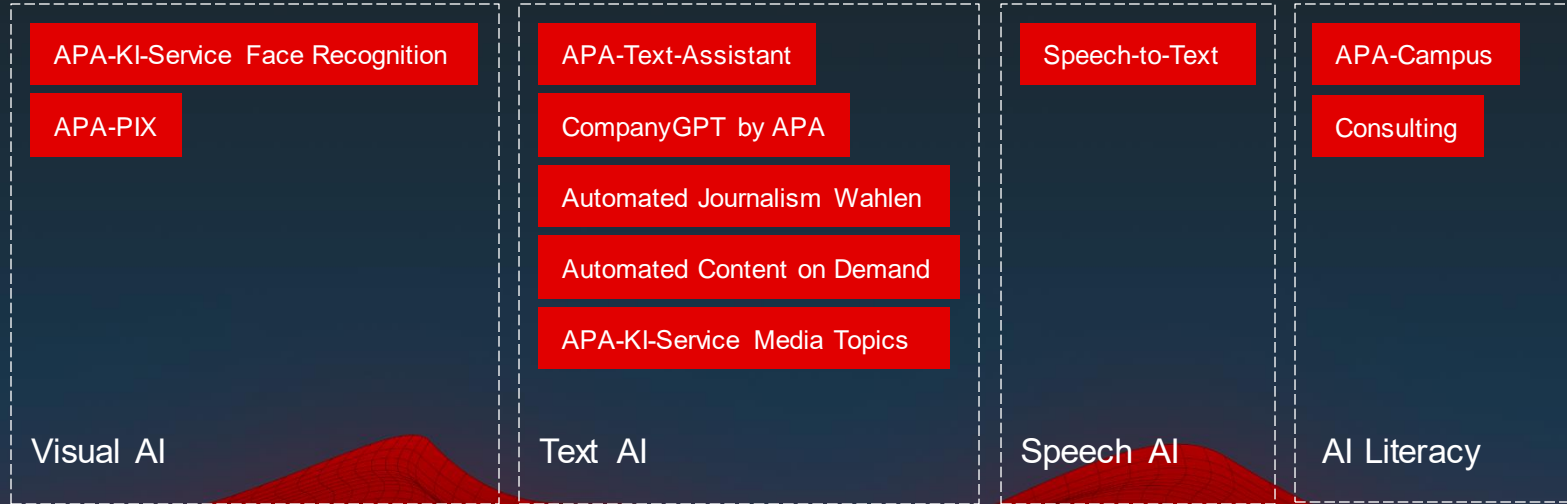 APA-KI-Service Face Recognition
APA-PIX
Visual AI
APA-Text-Assistant
CompanyGPT by APA
Automated Journalism Wahlen
Automated Content on Demand
APA-KI-Service Media Topics
Text AI
Speech-to-Text
Speech AI
APA-Campus
Consulting
AI Literacy